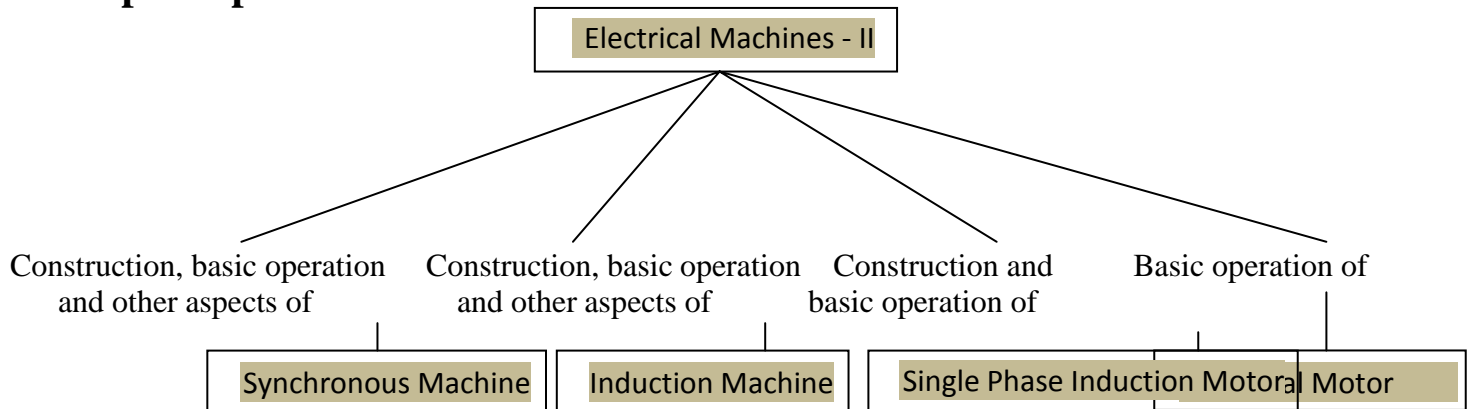 Electrical Machines - II
Construction, basic operation
and other aspects of
Construction, basic operation
and other aspects of
Construction and
basic operation of
Basic operation of
Synchronous Machine
Induction Machine
Single Phase Induction Motor
Motor